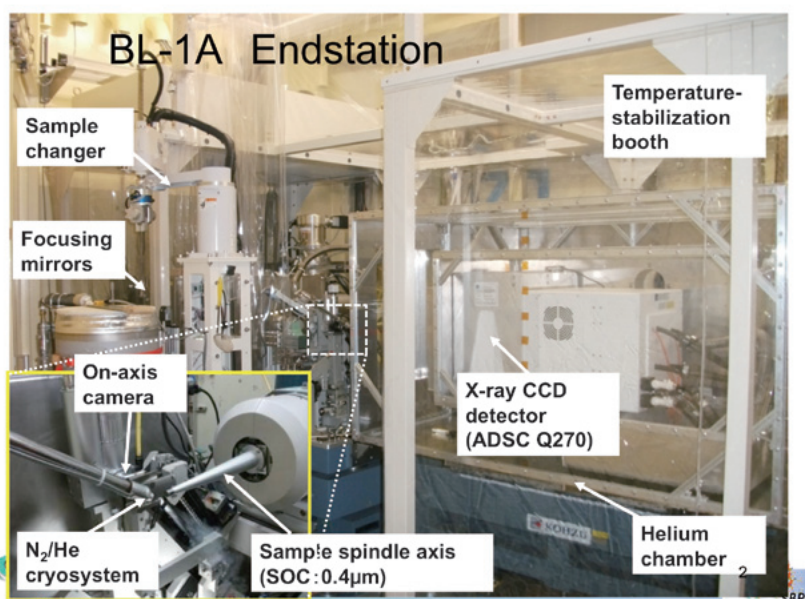 BL-1A Endstation
Temperature-
stabilization
booth
Sample
changer
Focusing
mirrors
On-axis
camera
X-ray CCD
detector
(ADSC Q270)
KOHZU
N₂/He
cryosystem
Sample spindle axis
(SOC:0.4μm)
Helium
chamber
2